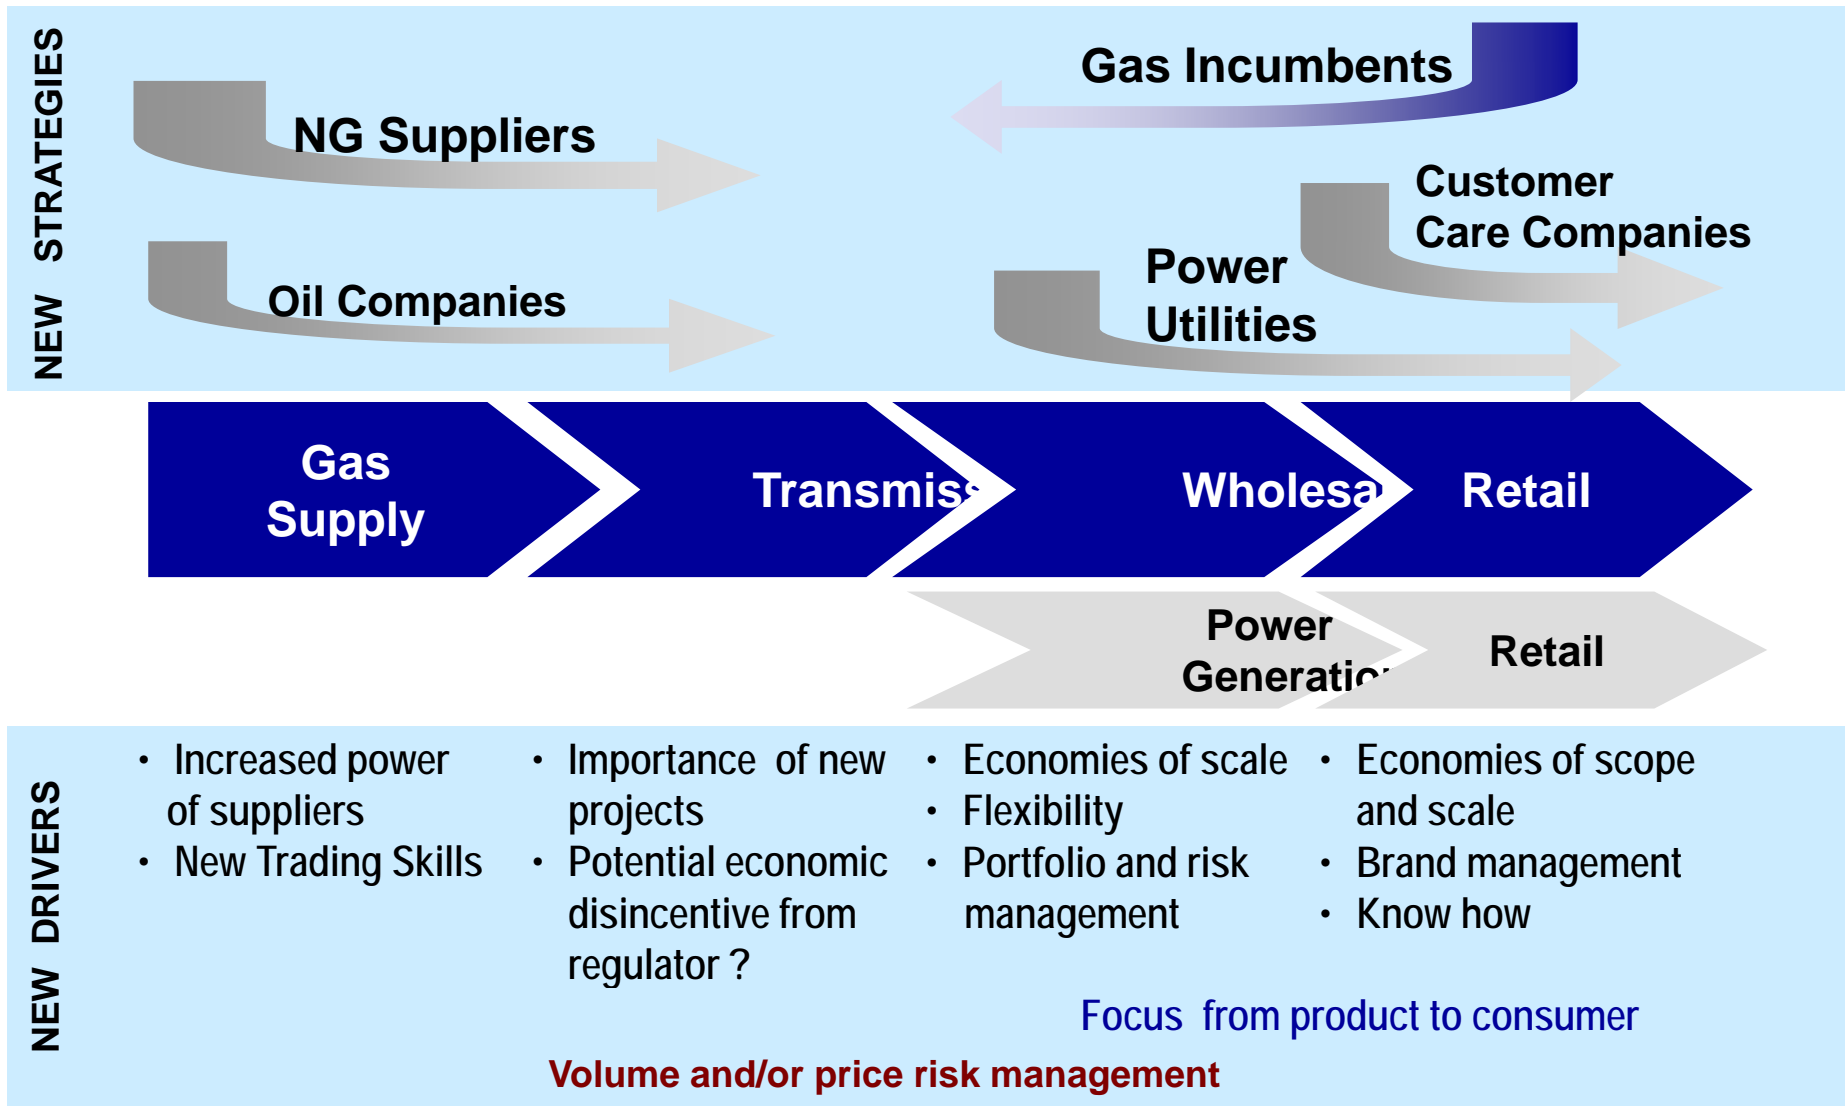 NEW STRATEGIES
Gas Incumbents
NG Suppliers
Customer
Care Companies
Power
Utilities
Oil Companies
Gas
Supply
Transmiss
Wholesa
Retail
Power
Generatio
Retail
NEW DRIVERS
• Increased power
of suppliers
• New Trading Skills
• Importance of new
projects
• Potential economic
disincentive from
regulator ?
• Economies of scale
• Flexibility
• Portfolio and risk
management
• Economies of scope
and scale
• Brand management
• Know how
Focus from product to consumer
Volume and/or price risk management